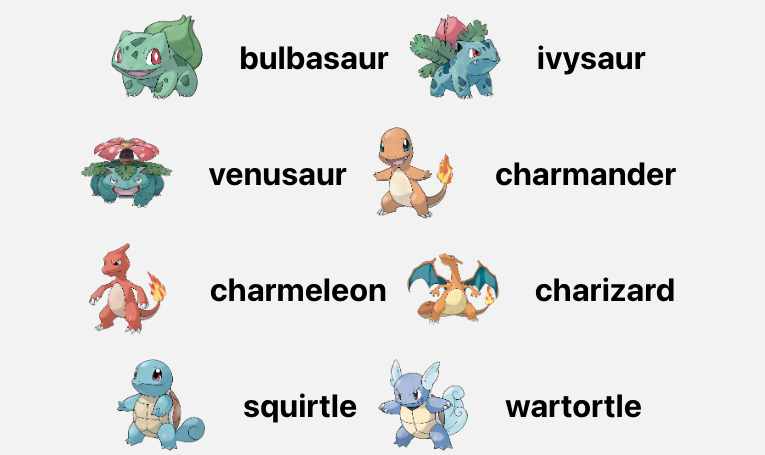 bulbasaur ivysaur
venusaur charmander
charmeleon charizard
squirtle wartortle